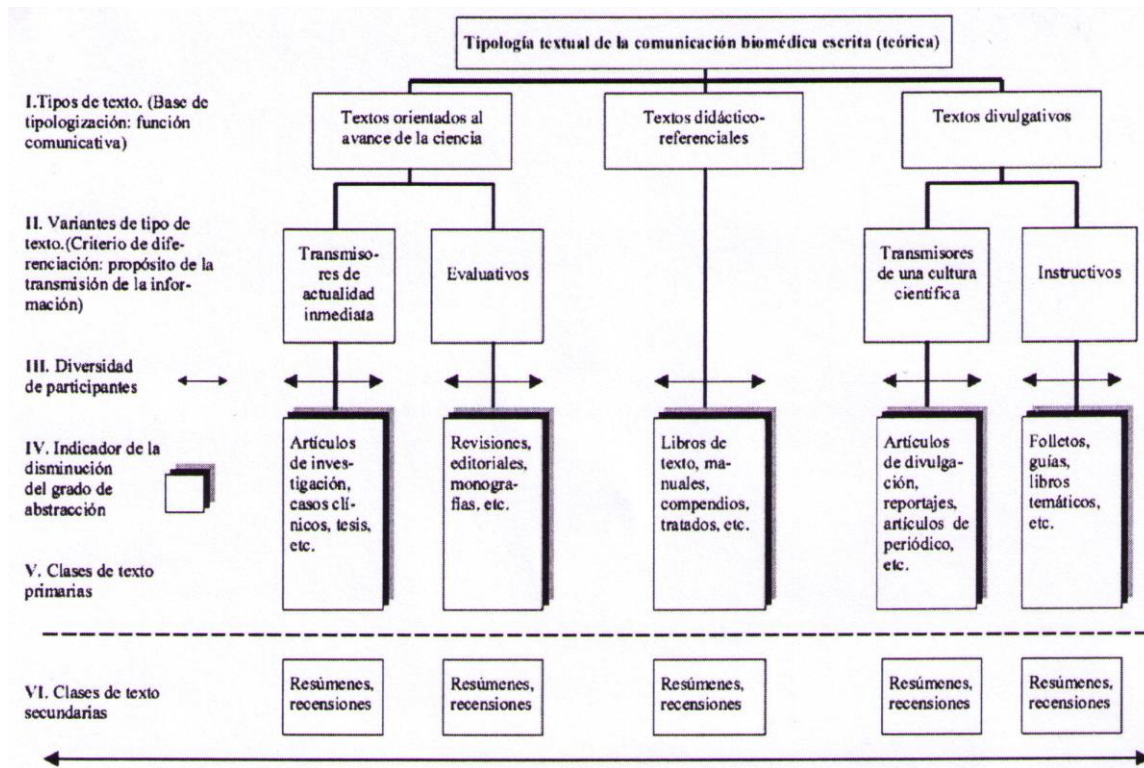 Tipología textual de la comunicación biomédica escrita (teórica)
I.Tipos de texto. (Base de
tipologización: función
comunicativa)
Textos orientados al
avance de la ciencia
Textos didáctico-
referenciales
Textos divulgativos
II. Variantes de tipo de
texto.(Criterio de dife-
renciación: propósito de la
transmisión de la infor-
mación)
Transmiso-
res de
actualidad
inmediata
Evaluativos
Transmisores
de una cultura
científica
Instructivos
III. Diversidad
de participantes
IV. Indicador de la
disminución
del grado de
abstracción
Artículos
de inves-
tigación,
casos clí-
nicos, tesis,
etc.
Revisiones,
editoriales,
monogra-
fías, etc.
Libros de
texto, ma-
nuales,
compendios,
tratados, etc.
Artículos
de divulga-
ción,
reportajes,
artículos de
periódico,
etc.
Folletos,
guías,
libros
temáticos,
etc.
V. Clases de texto
primarias
VI. Clases de texto
secundarias
Resúmenes,
recensiones
Resúmenes,
recensiones
Resúmenes,
recensiones
Resúmenes,
recensiones
Resúmenes,
recensiones